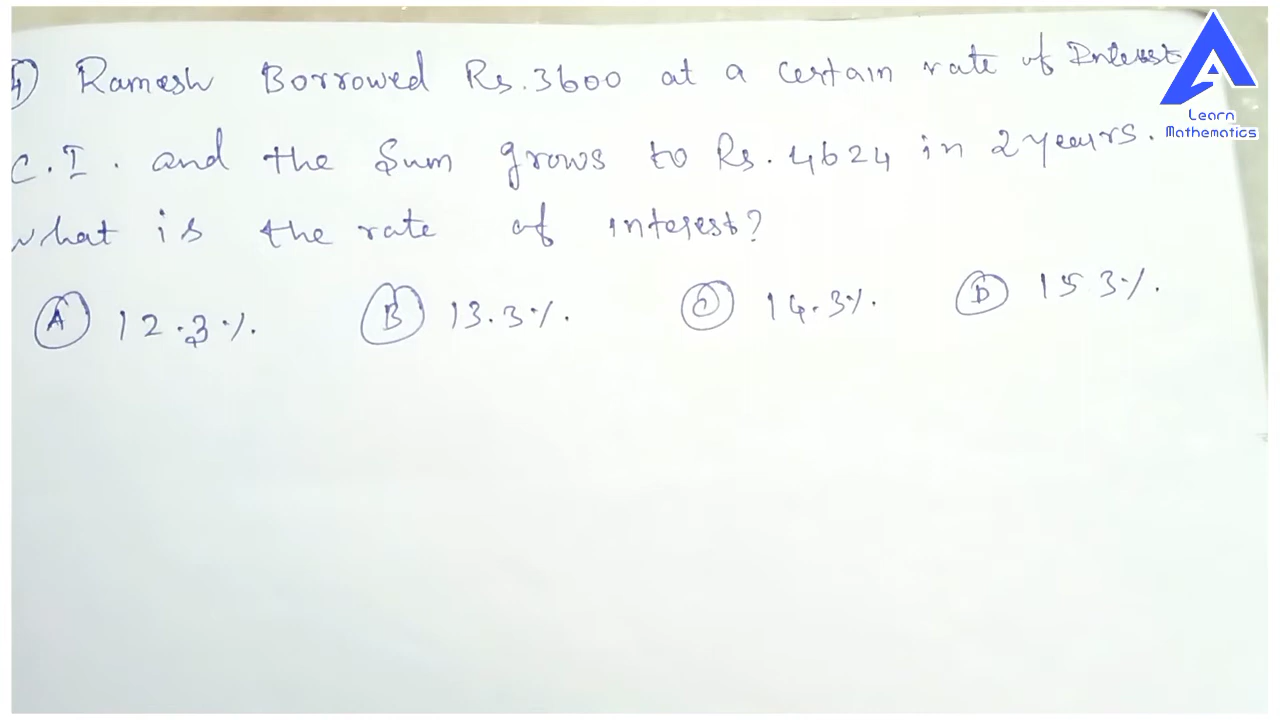 4) Ramesh Borrowed Rs.3600 at a certain rate of Interest
C.I. and the Sum grows to Rs. 4624 in 2 years.
What is the rate of interest?
(A) 12.3%. (B) 13.3%. (C) 14.3%. (D) 15.3%.
Learn
Mathematics